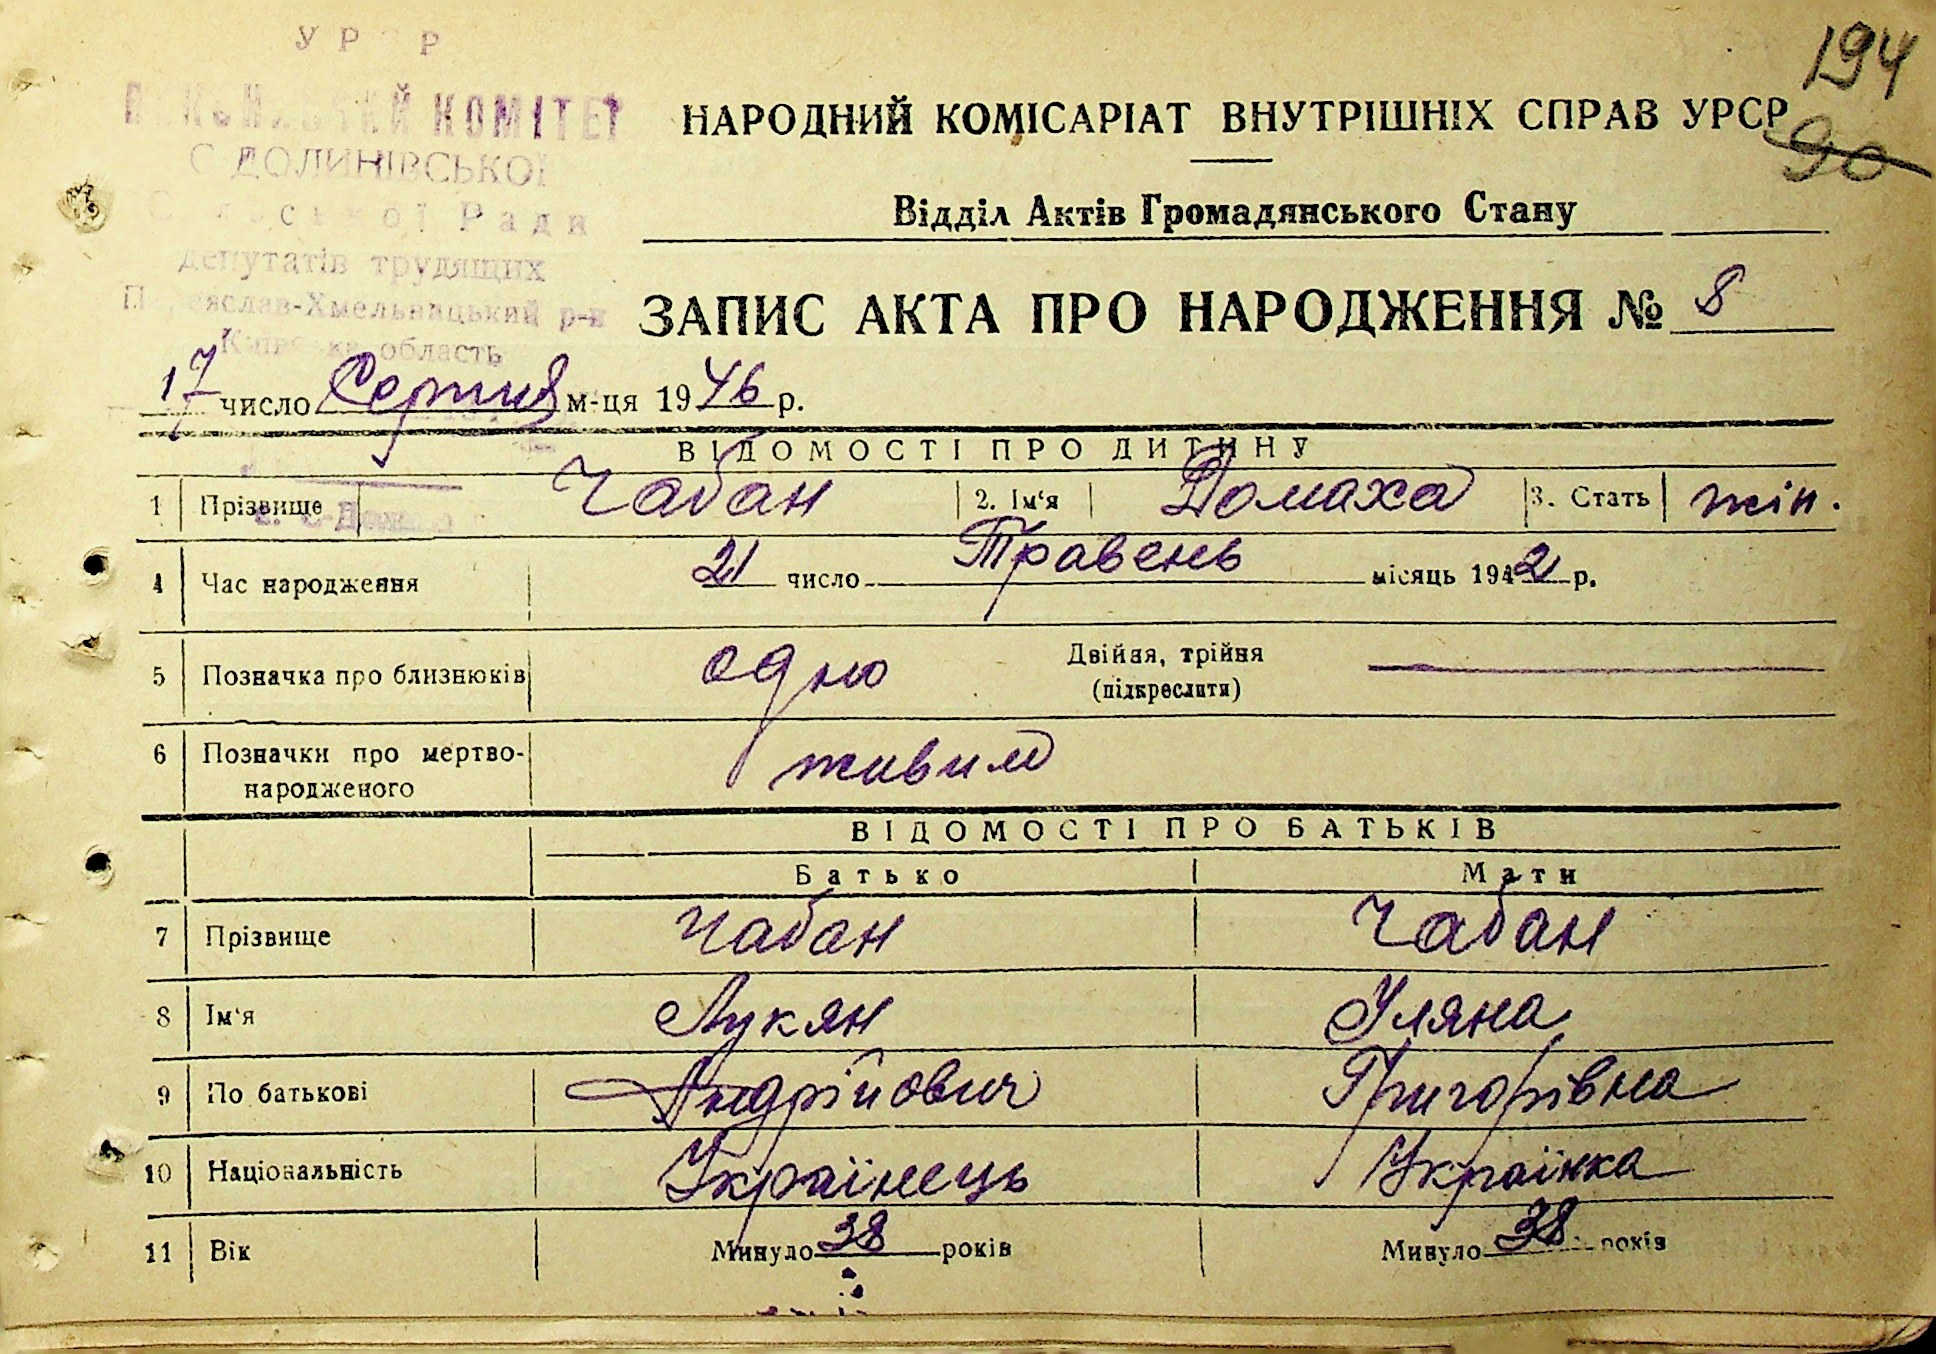 194
90
УРСР
ВИКОНАВЧИЙ КОМІТЕТ
С ДОЛИНІВСЬКОЇ
Сільської Ради
депутатів трудящих
Переяслав-Хмельницький р-н
Київська область
НАРОДНИЙ КОМІСАРІАТ ВНУТРІШНІХ СПРАВ УРСР
Відділ Актів Громадянського Стану
ЗАПИС АКТА ПРО НАРОДЖЕННЯ № 8
17 число Серпня м-ця 1946 р.
ВІДОМОСТІ ПРО ДИТИНУ
1 Прізвище Чабан 2. Ім‘я Домаха 3. Стать жін.
4 Час народження 21 число Травень місяць 1942 р.
5 Позначка про близнюків одно Двійня, трійня
(підкреслити)
6 Позначки про мертво-
народженого живим
ВІДОМОСТІ ПРО БАТЬКІВ
Батько Мати
7 Прізвище Чабан Чабан
8 Ім‘я Лукян Уляна
9 По батькові Андрійович Григорівна
10 Національність Українець Українка
11 Вік Минуло 38 років Минуло 38 років